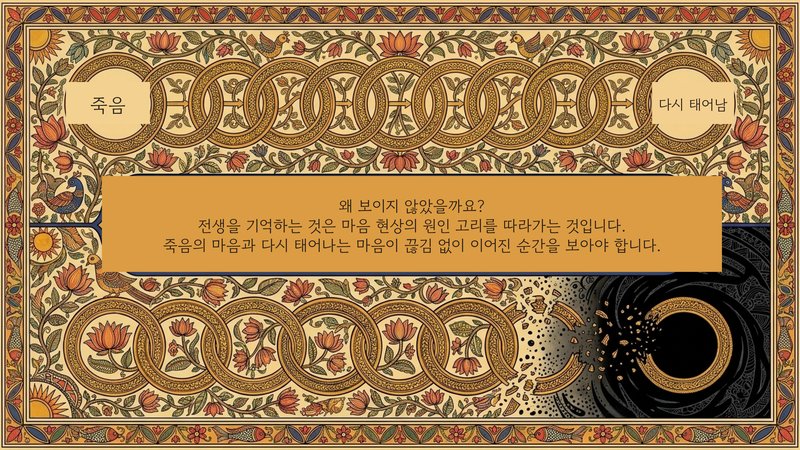 죽음
다시 태어남
왜 보이지 않았을까요?
전생을 기억하는 것은 마음 현상의 원인 고리를 따라가는 것입니다.
죽음의 마음과 다시 태어나는 마음이 끊김 없이 이어진 순간을 보아야 합니다.